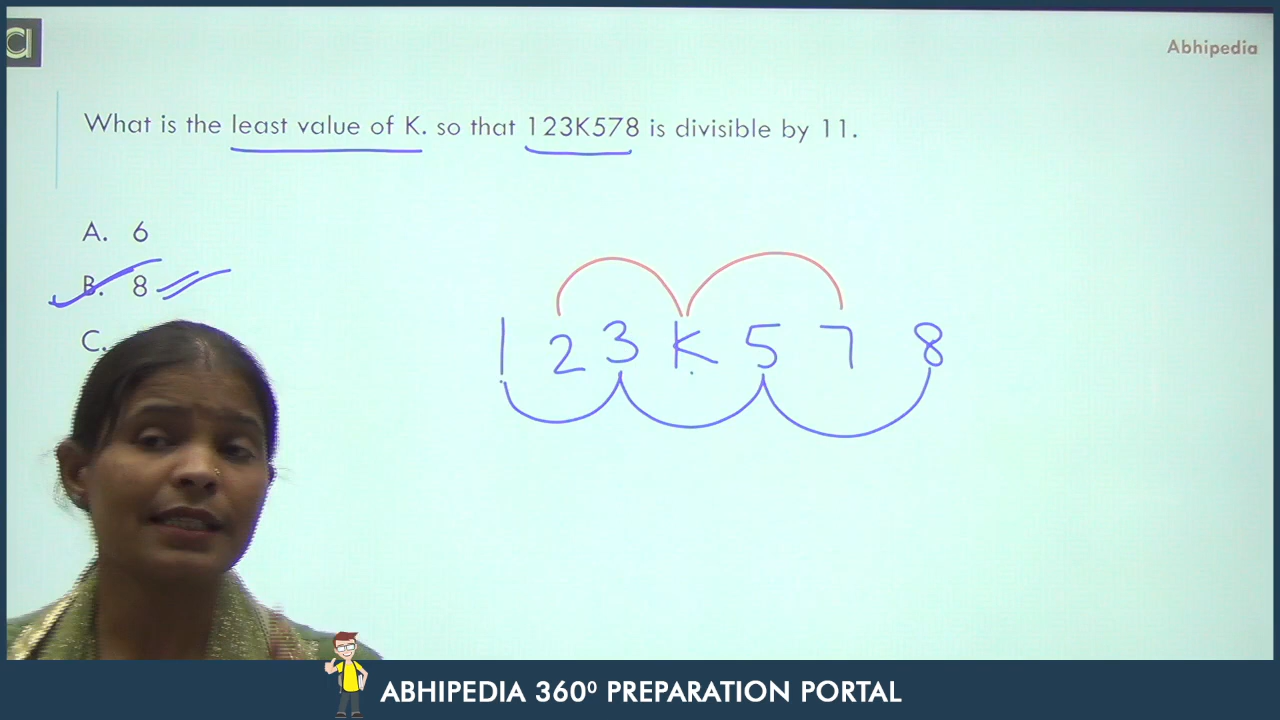 a
Abhipedia
What is the least value of K. so that 123K578 is divisible by 11.
A. 6
B. 8
C.
1 2 3 K 5 7 8
ABHIPEDIA 360⁰ PREPARATION PORTAL